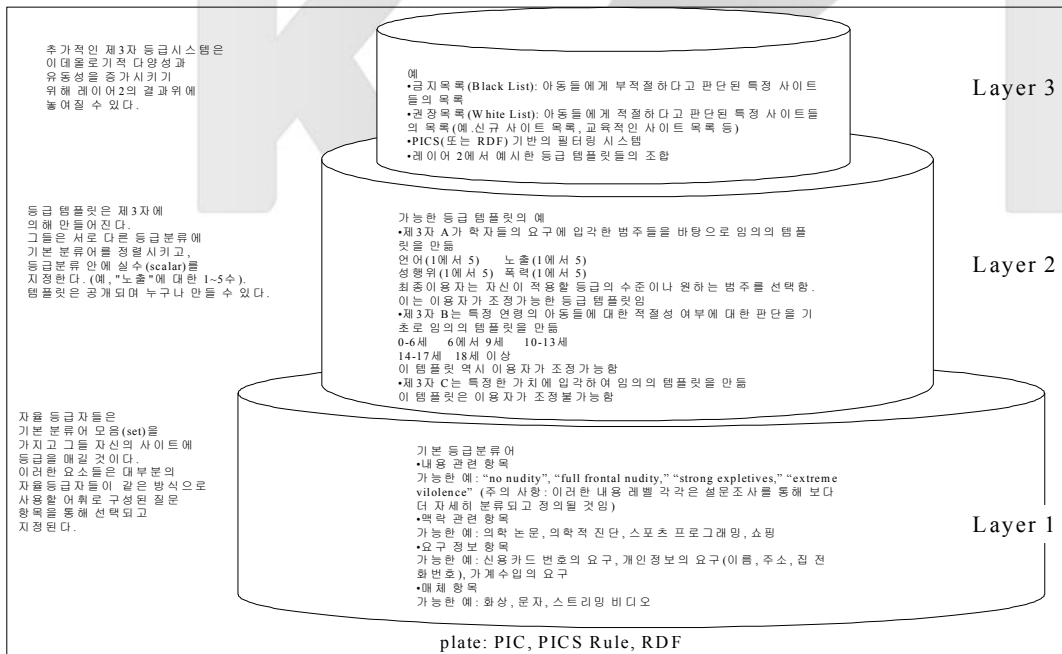 추가적인 제3자 등급시스템은
이데올로기적 다양성과
유동성을 증가시키기
위해 레이어2의 결과위에
놓여질 수 있다.
예
•금지목록(Black List): 아동들에게 부적절하다고 판단된 특정 사이트
들의 목록
•권장목록(White List): 아동들에게 적절하다고 판단된 특정 사이트들
의 목록(예.신규 사이트 목록, 교육적인 사이트 목록 등)
•PICS(또는 RDF) 기반의 필터링 시스템
•레이어 2에서 예시한 등급 템플릿들의 조합
Layer 3
등급 템플릿은 제3자에
의해 만들어진다.
그들은 서로 다른 등급분류에
기본 분류어를 정렬시키고,
등급분류 안에 실수(scalar)를
지정한다. (예, "노출"에 대한 1~5수).
템플릿은 공개되며 누구나 만들 수 있다.
가능한 등급 템플릿의 예
•제3자 A가 학자들의 요구에 입각한 범주들을 바탕으로 임의의 템플
릿을 만듦
언어(1에서 5) 노출(1에서 5)
성행위(1에서 5) 폭력(1에서 5)
최종이용자는 자신이 적용할 등급의 수준이나 원하는 범주를 선택함.
이는 이용자가 조정가능한 등급 템플릿임
•제3자 B는 특정 연령의 아동들에 대한 적절성 여부에 대한 판단을 기
초로 임의의 템플릿을 만듦
0-6세 6에서 9세 10-13세
14-17세 18세 이상
이 템플릿 역시 이용자가 조정가능함
•제3자 C는 특정한 가치에 입각하여 임의의 템플릿을 만듦
이 템플릿은 이용자가 조정불가능함
Layer 2
자율 등급자들은
기본 분류어 모음(set)을
가지고 그들 자신의 사이트에
등급을 매길 것이다.
이러한 요소들은 대부분의
자율등급자들이 같은 방식으로
사용할 어휘로 구성된 질문
항목을 통해 선택되고
지정된다.
기본 등급분류어
•내용 관련 항목
가능한 예: “no nudity”, “full frontal nudity,” “strong expletives,” “extreme
vilolence” (주의 사항: 이러한 내용 레벨 각각은 설문조사를 통해 보다
더 자세히 분류되고 정의될 것임)
•맥락 관련 항목
가능한 예: 의학 논문, 의학적 진단, 스포츠 프로그래밍, 쇼핑
•요구 정보 항목
가능한 예: 신용카드 번호의 요구, 개인정보의 요구(이름, 주소, 집 전
화번호), 가계수입의 요구
•매체 항목
가능한 예: 화상, 문자, 스트리밍 비디오
Layer 1
plate: PIC, PICS Rule, RDF